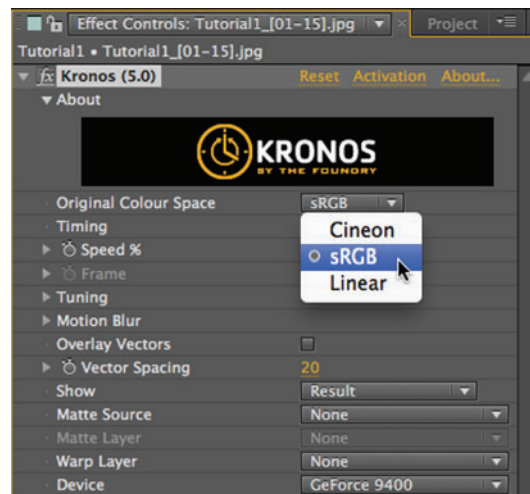 Effect Controls: Tutorial1_[01-15].jpg Project
Tutorial1 • Tutorial1_[01-15].jpg
fx Kronos (5.0) Reset Activation About...
About
KRONOS
BY THE FOUNDRY
Original Colour Space sRGB
Timing
Cineon
Speed %
sRGB
Frame
Linear
Tuning
Motion Blur
Overlay Vectors
Vector Spacing 20
Show Result
Matte Source None
Matte Layer None
Warp Layer None
Device GeForce 9400